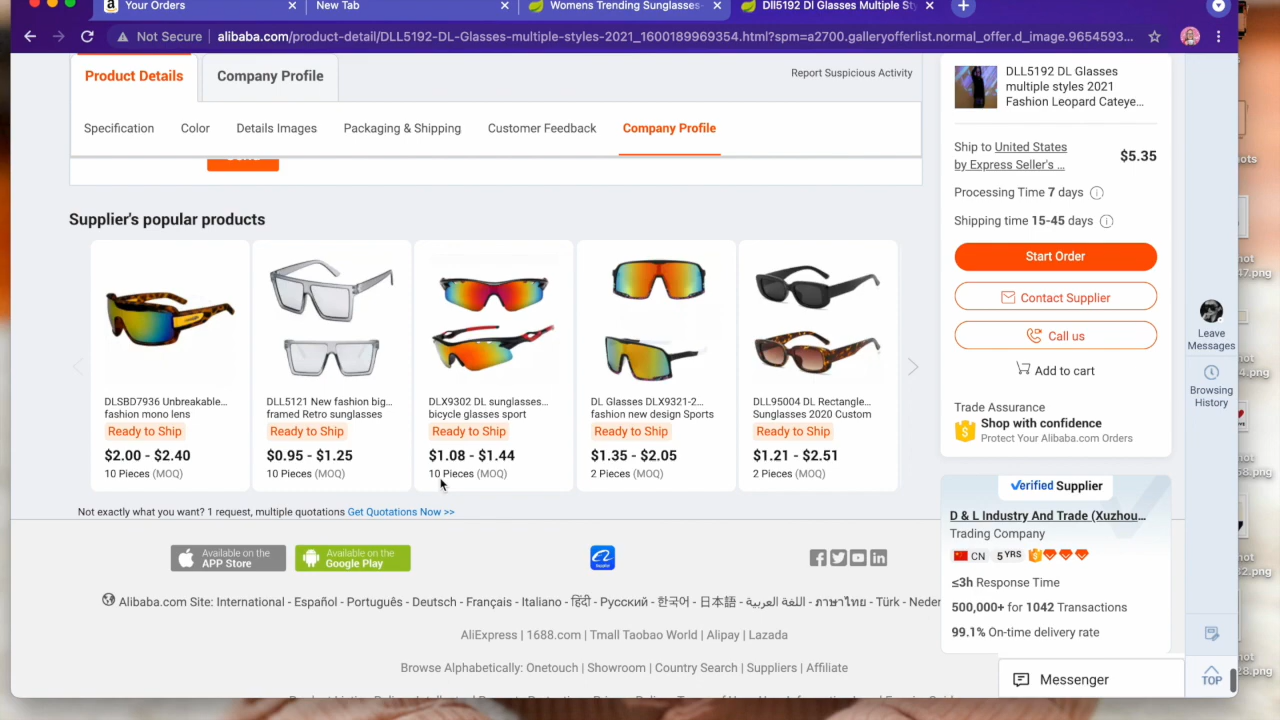 Your Orders
New Tab
Womens Trending Sunglasses-
Dll5192 Dl Glasses Multiple St
Not Secure | alibaba.com/product-detail/DLL5192-DL-Glasses-multiple-styles-2021_1600189969354.html?spm=a2700.galleryofferlist.normal_offer.d_image.9654593...
Product Details
Company Profile
Report Suspicious Activity
Specification
Color
Details Images
Packaging & Shipping
Customer Feedback
Company Profile
Supplier's popular products
DLSBD7936 Unbreakable...
fashion mono lens
Ready to Ship
$2.00 - $2.40
10 Pieces (MOQ)
DLL5121 New fashion big...
framed Retro sunglasses
Ready to Ship
$0.95 - $1.25
10 Pieces (MOQ)
DLX9302 DL sunglasses...
bicycle glasses sport
Ready to Ship
$1.08 - $1.44
10 Pieces (MOQ)
DL Glasses DLX9321-2...
fashion new design Sports
Ready to Ship
$1.35 - $2.05
2 Pieces (MOQ)
DLL95004 DL Rectangle...
Sunglasses 2020 Custom
Ready to Ship
$1.21 - $2.51
2 Pieces (MOQ)
Not exactly what you want? 1 request, multiple quotations Get Quotations Now >>
Available on the
APP Store
Available on the
Google Play
Alibaba.com Site: International - Español - Português - Deutsch - Français - Italiano - हिंदी - Русский - 한국어 - 日本語 - اللغة العربية - ภาษาไทย - Türk - Neder
AliExpress | 1688.com | Tmall Taobao World | Alipay | Lazada
Browse Alphabetically: Onetouch | Showroom | Country Search | Suppliers | Affiliate
DLL5192 DL Glasses
multiple styles 2021
Fashion Leopard Cateye...
Ship to United States
by Express Seller's ...
$5.35
Processing Time 7 days
Shipping time 15-45 days
Start Order
Contact Supplier
Call us
Add to cart
Trade Assurance
Shop with confidence
Protect Your Alibaba.com Orders
Verified Supplier
D & L Industry And Trade (Xuzhou...
Trading Company
CN 5 YRS
≤3h Response Time
500,000+ for 1042 Transactions
99.1% On-time delivery rate
Messenger
Leave
Messages
Browsing
History
TOP